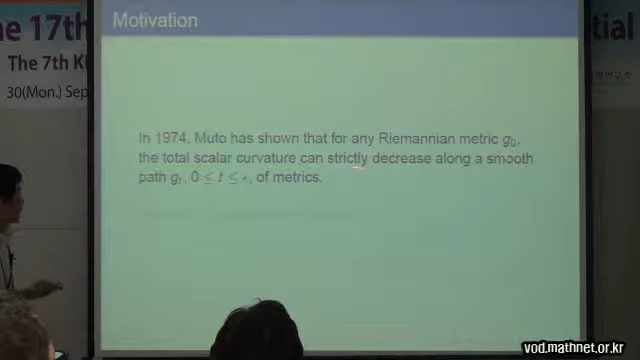 Motivation
e 17th
tial
The 7th K
30(Mon.) Sep
In 1974, Muto has shown that for any Riemannian metric g₀,
the total scalar curvature can strictly decrease along a smooth
path gₜ, 0 ≤ t ≤ , of metrics.
vod.mathnet.or.kr